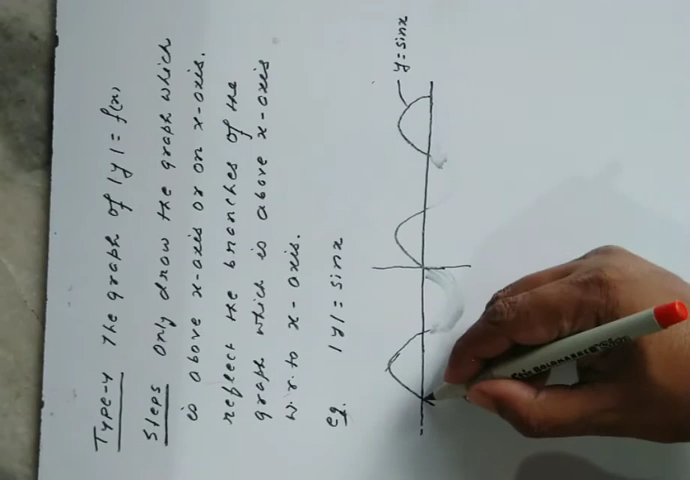 Type-4 The graph of |y| = f(x)
Steps only draw the graph which
is above x-axis or on x-axis.
reflect the branches of the
graph which is above x-axis
w.r.to x-axis.
eg. |y| = sinx
y = sinx